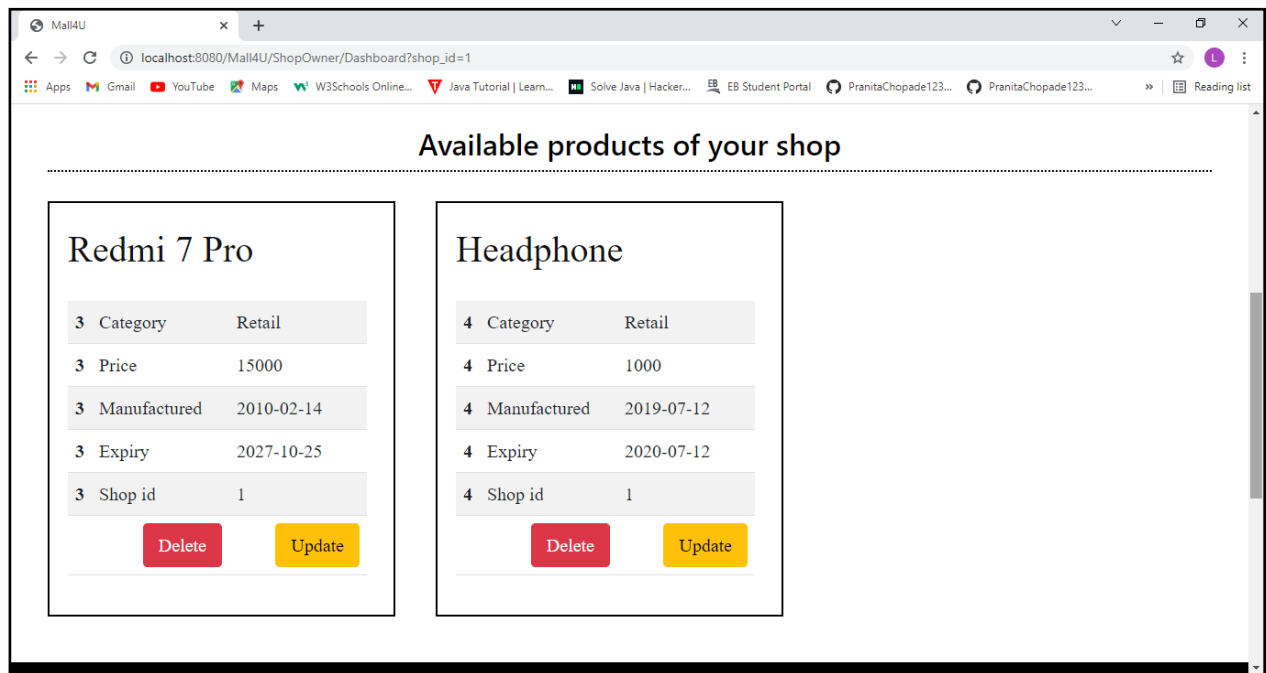 Mall4U
localhost:8080/Mall4U/ShopOwner/Dashboard?shop_id=1
L
Apps Gmail YouTube Maps W3Schools Online... Java Tutorial | Learn... Solve Java | Hacker... EB Student Portal PranitaChopade123... PranitaChopade123... » Reading list
Available products of your shop
Redmi 7 Pro
3 Category Retail
3 Price 15000
3 Manufactured 2010-02-14
3 Expiry 2027-10-25
3 Shop id 1
Delete Update
Headphone
4 Category Retail
4 Price 1000
4 Manufactured 2019-07-12
4 Expiry 2020-07-12
4 Shop id 1
Delete Update